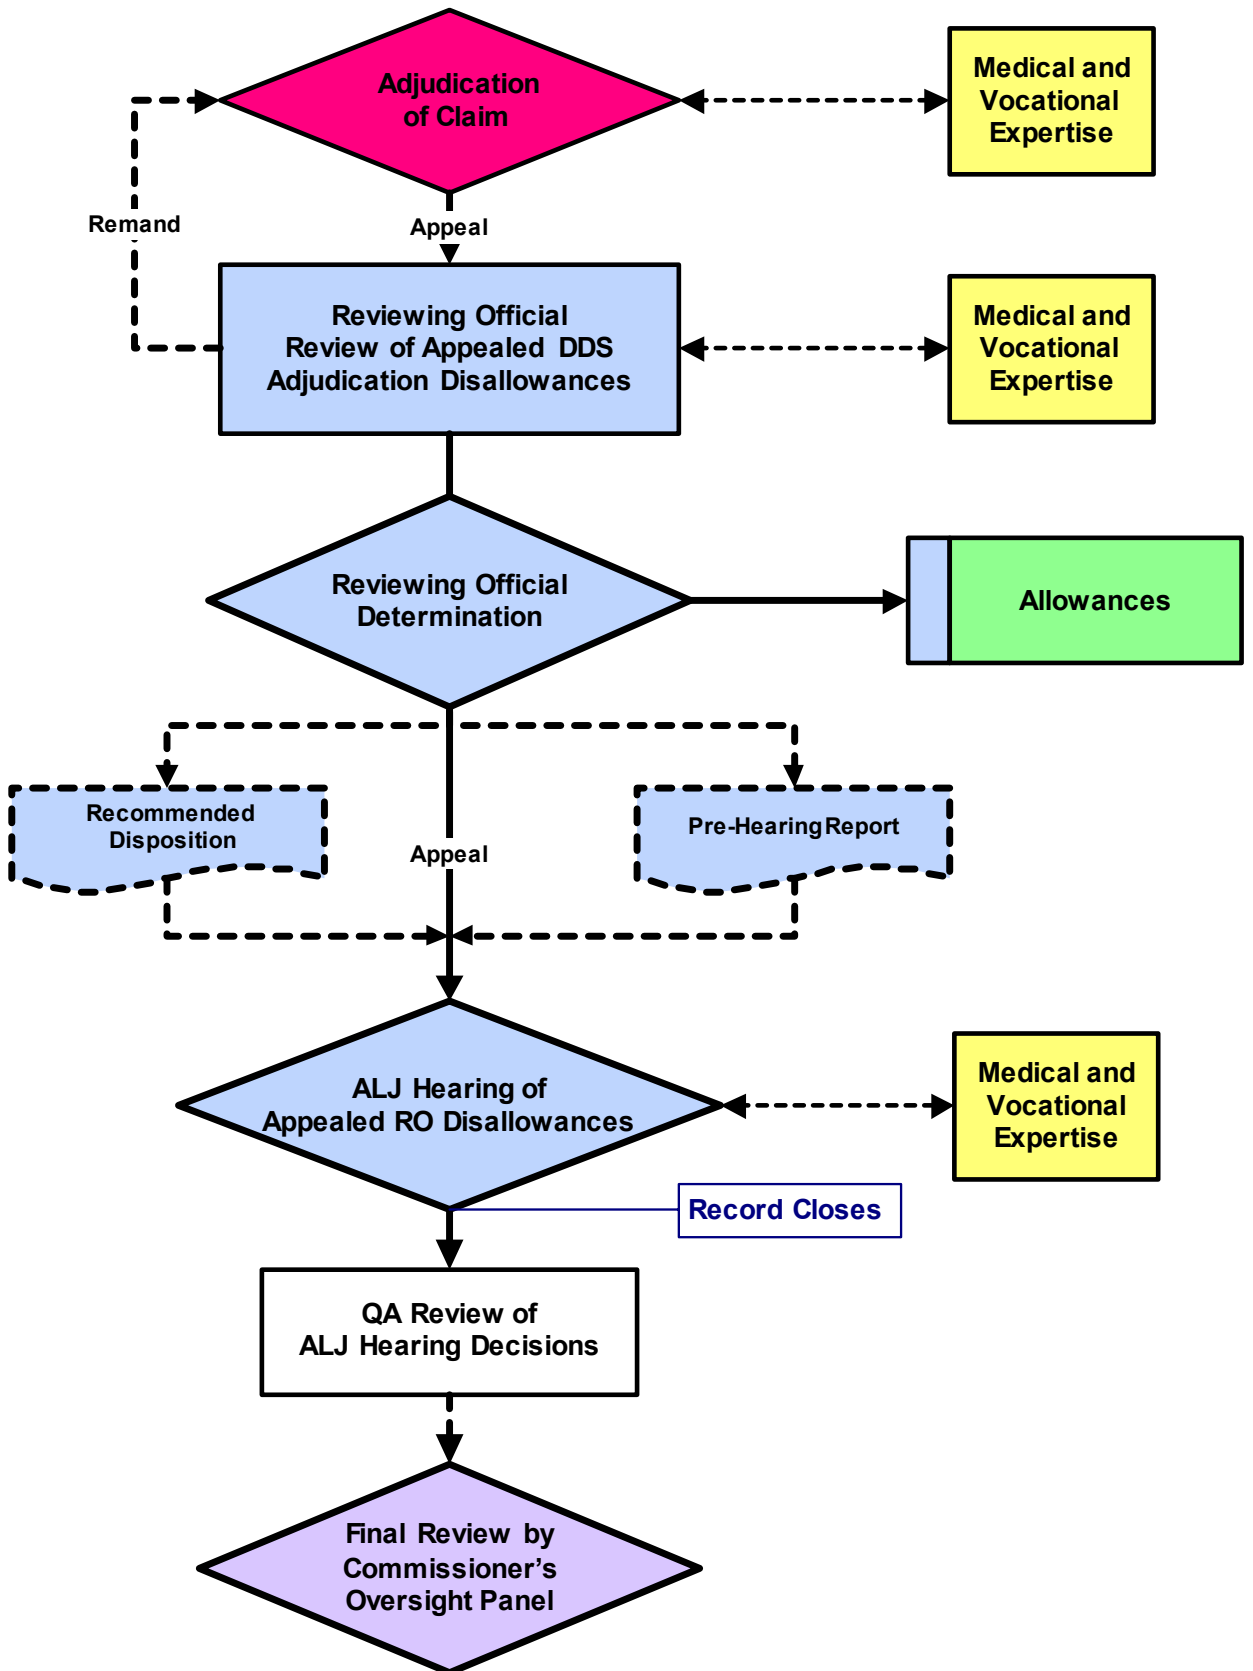 Adjudication
of Claim
Medical and
Vocational
Expertise
Remand
Appeal
Reviewing Official
Review of Appealed DDS
Adjudication Disallowances
Medical and
Vocational
Expertise
Reviewing Official
Determination
Allowances
Recommended
Disposition
Pre-Hearing Report
Appeal
ALJ Hearing of
Appealed RO Disallowances
Medical and
Vocational
Expertise
Record Closes
QA Review of
ALJ Hearing Decisions
Final Review by
Commissioner’s
Oversight Panel